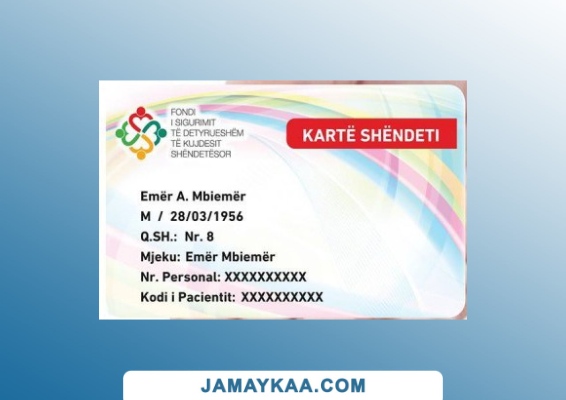 FONDI
I SIGURIMIT
TË DETYRUESHËM
TË KUJDESIT
SHËNDETËSOR
KARTË SHËNDETI
Emër A. Mbiemër
M / 28/03/1956
Q.SH.: Nr. 8
Mjeku: Emër Mbiemër
Nr. Personal: XXXXXXXXXX
Kodi i Pacientit: XXXXXXXXXX
JAMAYKAA.COM